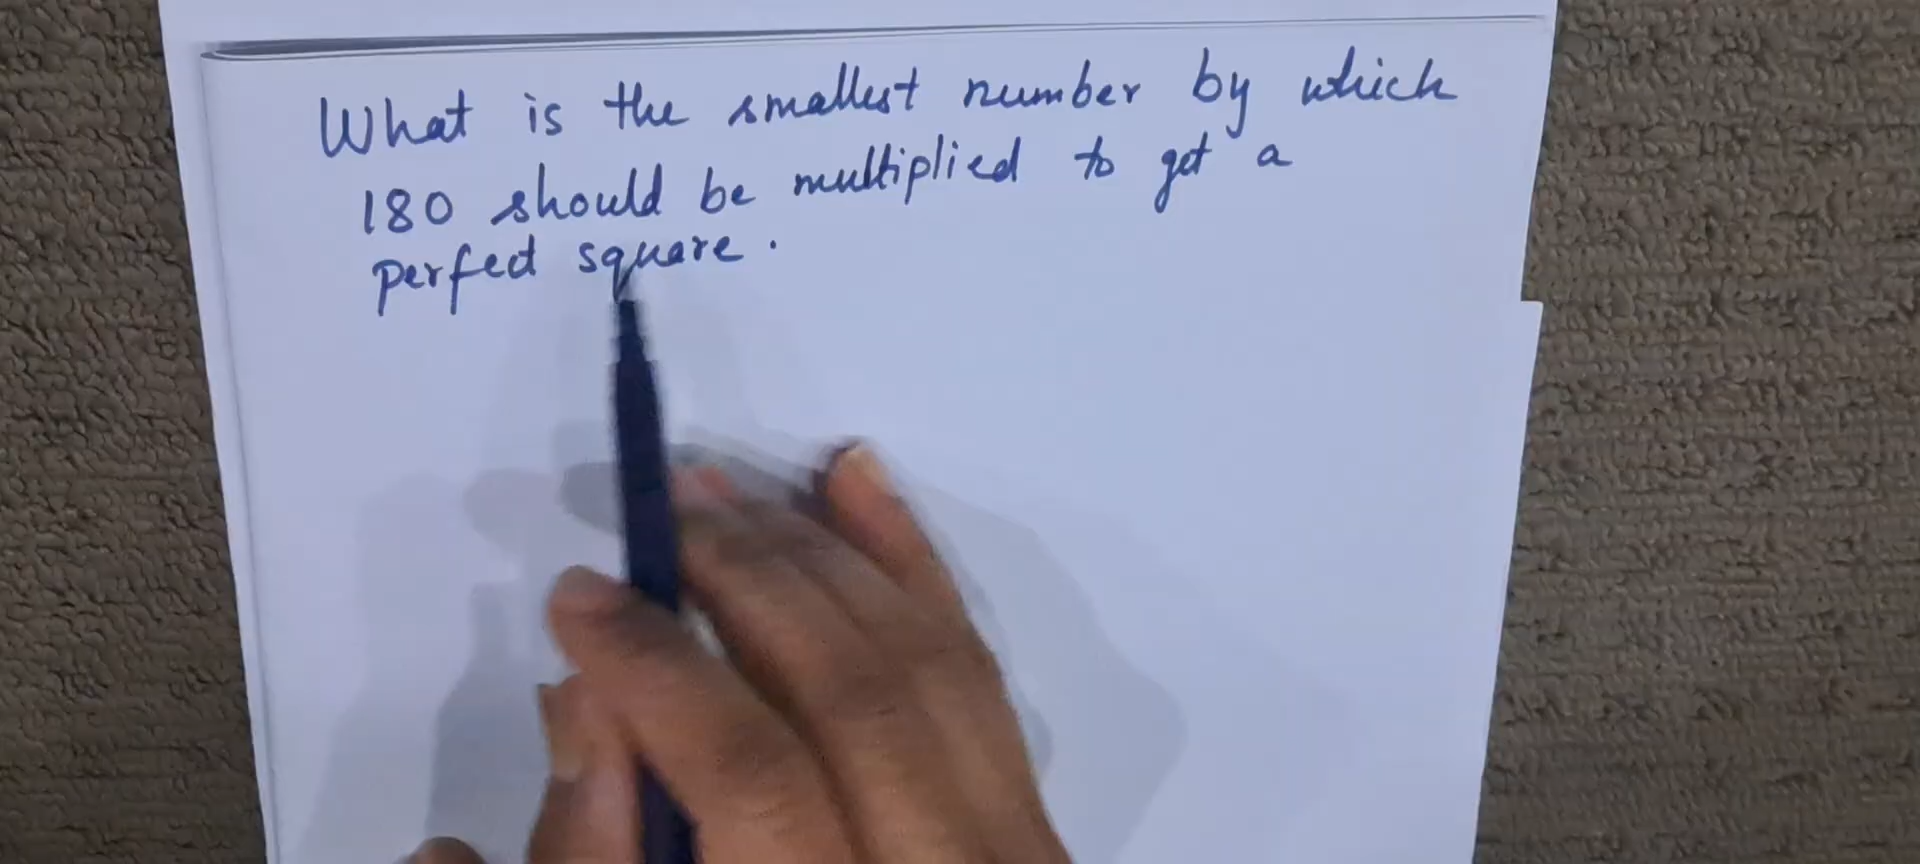 What is the smallest number by which
180 should be multiplied to get a
perfect square.